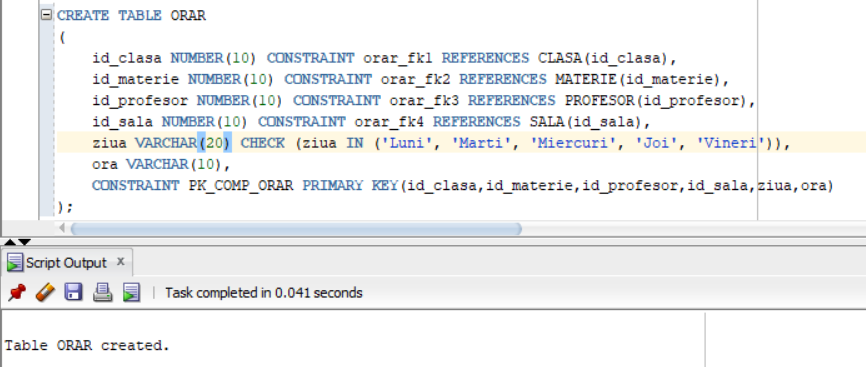 CREATE TABLE ORAR
(
id_clasa NUMBER(10) CONSTRAINT orar_fk1 REFERENCES CLASA(id_clasa),
id_materie NUMBER(10) CONSTRAINT orar_fk2 REFERENCES MATERIE(id_materie),
id_profesor NUMBER(10) CONSTRAINT orar_fk3 REFERENCES PROFESOR(id_profesor),
id_sala NUMBER(10) CONSTRAINT orar_fk4 REFERENCES SALA(id_sala),
ziua VARCHAR(20) CHECK (ziua IN ('Luni', 'Marti', 'Miercuri', 'Joi', 'Vineri')),
ora VARCHAR(10),
CONSTRAINT PK_COMP_ORAR PRIMARY KEY(id_clasa,id_materie,id_profesor,id_sala,ziua,ora)
);
Script Output x
Task completed in 0.041 seconds
Table ORAR created.